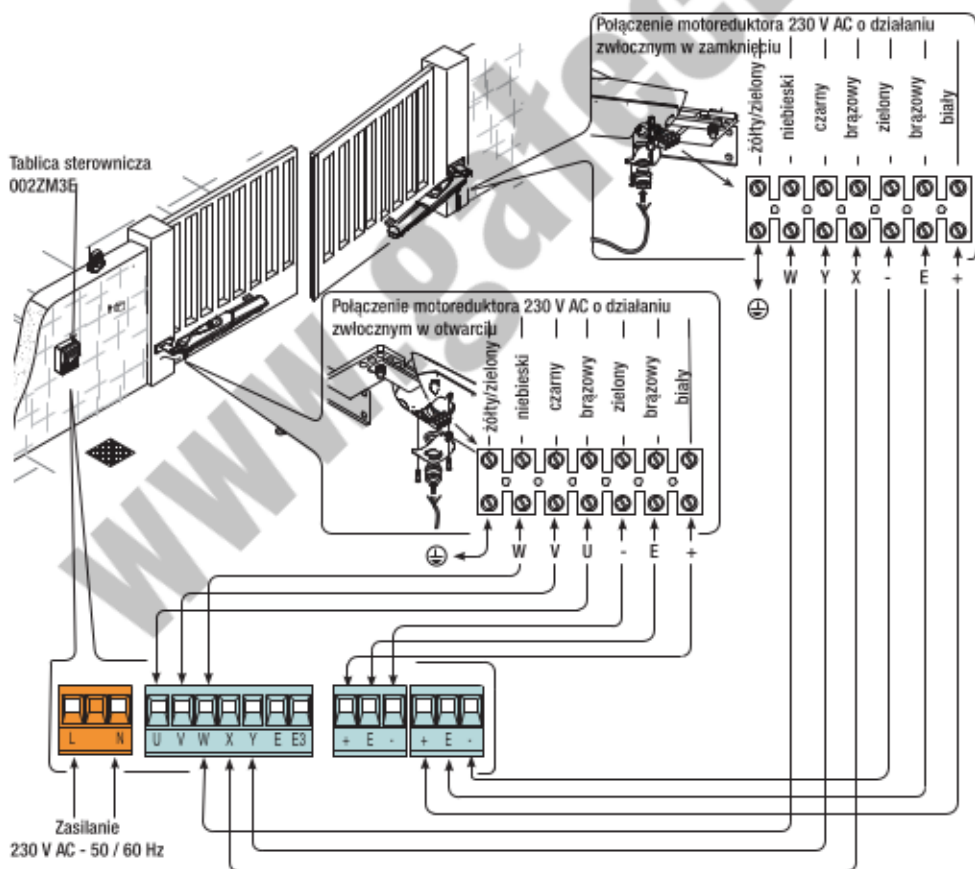 Połączenie motoreduktora 230 V AC o działaniu
zwłocznym w zamknięciu
żółty/zielony
niebieski
czarny
brązowy
zielony
brązowy
biały
W Y X - E +
Tablica sterownicza
002ZM3E
Połączenie motoreduktora 230 V AC o działaniu
zwłocznym w otwarciu
żółty/zielony
niebieski
czarny
brązowy
zielony
brązowy
biały
W V U - E +
L N
U V W X Y E E3
+ E -
+ E -
Zasilanie
230 V AC - 50 / 60 Hz